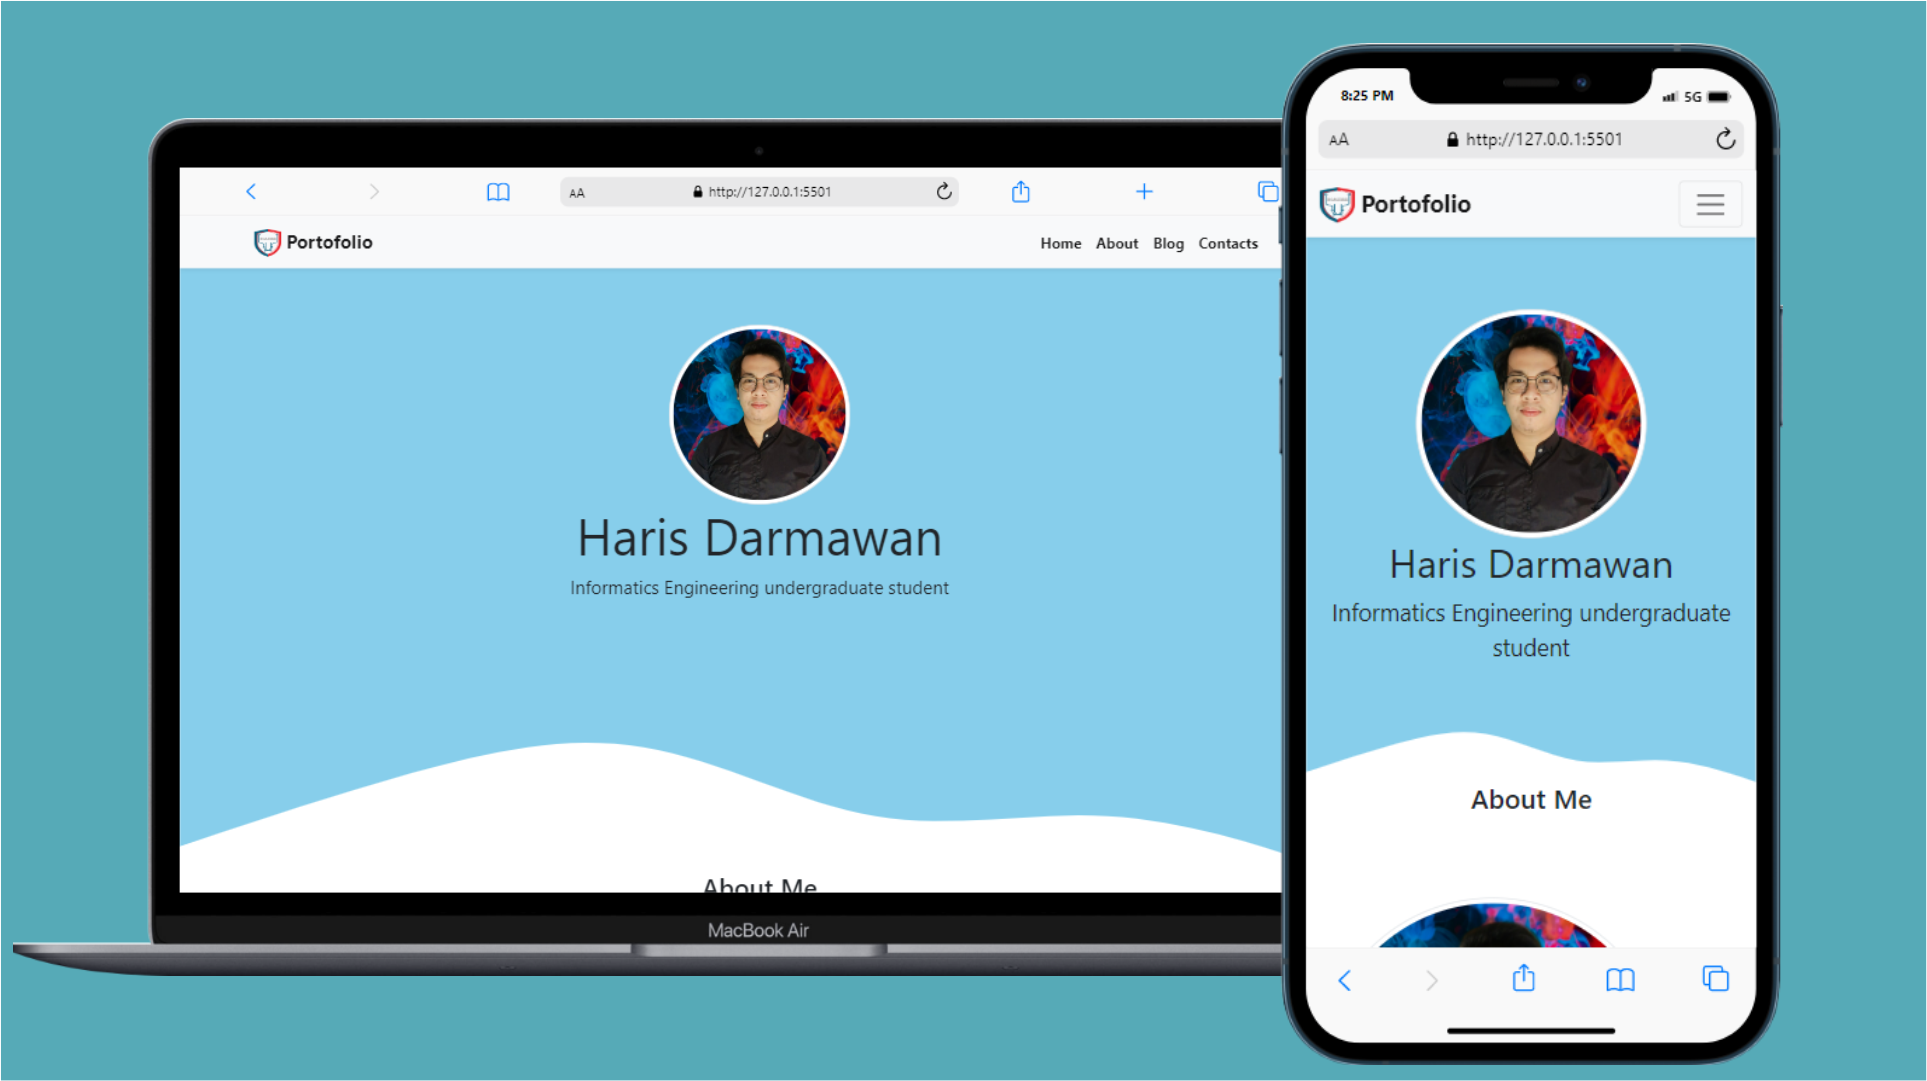 AA http://127.0.0.1:5501
Portofolio
Home About Blog Contacts
Haris Darmawan
Informatics Engineering undergraduate student
About Me
MacBook Air
8:25 PM 5G
AA http://127.0.0.1:5501
Portofolio
Haris Darmawan
Informatics Engineering undergraduate
student
About Me